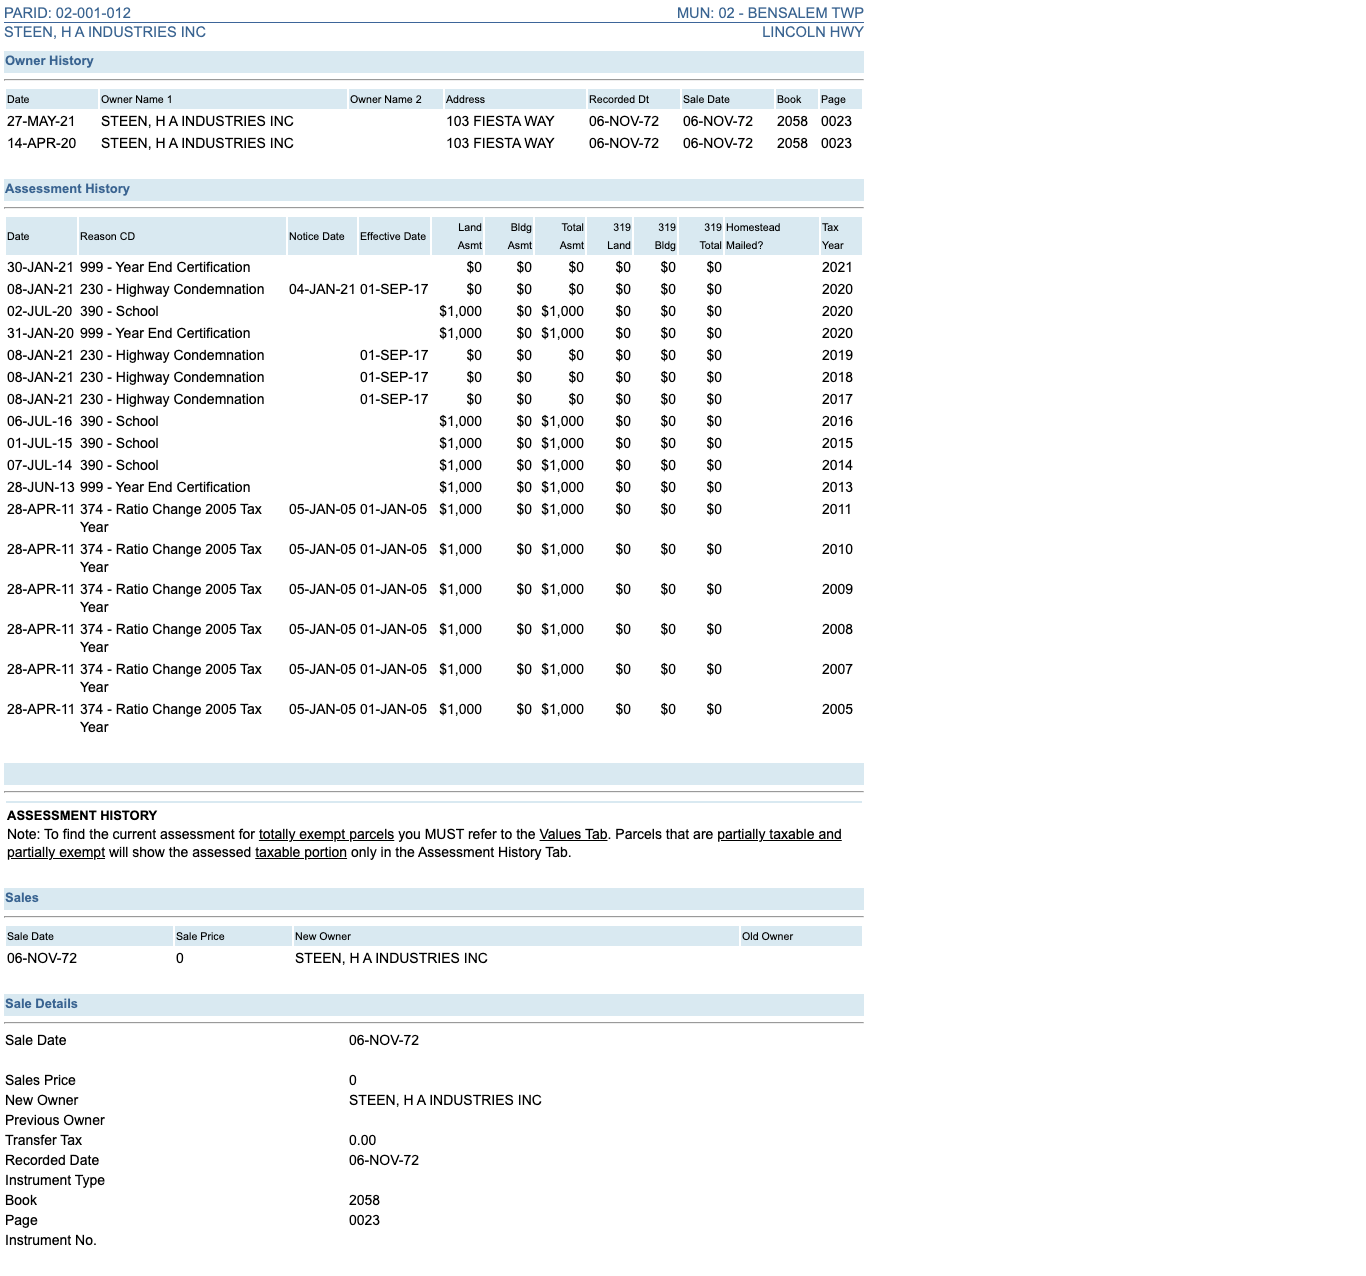 PARID: 02-001-012 MUN: 02 - BENSALEM TWP
STEEN, H A INDUSTRIES INC LINCOLN HWY
Owner History
Date Owner Name 1 Owner Name 2 Address Recorded Dt Sale Date Book Page
27-MAY-21 STEEN, H A INDUSTRIES INC 103 FIESTA WAY 06-NOV-72 06-NOV-72 2058 0023
14-APR-20 STEEN, H A INDUSTRIES INC 103 FIESTA WAY 06-NOV-72 06-NOV-72 2058 0023
Assessment History
Land Bldg Total 319 319 319 Homestead Tax
Date Reason CD Notice Date Effective Date
Asmt Asmt Asmt Land Bldg Total Mailed? Year
30-JAN-21 999 - Year End Certification $0 $0 $0 $0 $0 $0 2021
08-JAN-21 230 - Highway Condemnation 04-JAN-21 01-SEP-17 $0 $0 $0 $0 $0 $0 2020
02-JUL-20 390 - School $1,000 $0 $1,000 $0 $0 $0 2020
31-JAN-20 999 - Year End Certification $1,000 $0 $1,000 $0 $0 $0 2020
08-JAN-21 230 - Highway Condemnation 01-SEP-17 $0 $0 $0 $0 $0 $0 2019
08-JAN-21 230 - Highway Condemnation 01-SEP-17 $0 $0 $0 $0 $0 $0 2018
08-JAN-21 230 - Highway Condemnation 01-SEP-17 $0 $0 $0 $0 $0 $0 2017
06-JUL-16 390 - School $1,000 $0 $1,000 $0 $0 $0 2016
01-JUL-15 390 - School $1,000 $0 $1,000 $0 $0 $0 2015
07-JUL-14 390 - School $1,000 $0 $1,000 $0 $0 $0 2014
28-JUN-13 999 - Year End Certification $1,000 $0 $1,000 $0 $0 $0 2013
28-APR-11 374 - Ratio Change 2005 Tax 05-JAN-05 01-JAN-05 $1,000 $0 $1,000 $0 $0 $0 2011
Year
28-APR-11 374 - Ratio Change 2005 Tax 05-JAN-05 01-JAN-05 $1,000 $0 $1,000 $0 $0 $0 2010
Year
28-APR-11 374 - Ratio Change 2005 Tax 05-JAN-05 01-JAN-05 $1,000 $0 $1,000 $0 $0 $0 2009
Year
28-APR-11 374 - Ratio Change 2005 Tax 05-JAN-05 01-JAN-05 $1,000 $0 $1,000 $0 $0 $0 2008
Year
28-APR-11 374 - Ratio Change 2005 Tax 05-JAN-05 01-JAN-05 $1,000 $0 $1,000 $0 $0 $0 2007
Year
28-APR-11 374 - Ratio Change 2005 Tax 05-JAN-05 01-JAN-05 $1,000 $0 $1,000 $0 $0 $0 2005
Year
ASSESSMENT HISTORY
Note: To find the current assessment for totally exempt parcels you MUST refer to the Values Tab. Parcels that are partially taxable and
partially exempt will show the assessed taxable portion only in the Assessment History Tab.
Sales
Sale Date Sale Price New Owner Old Owner
06-NOV-72 0 STEEN, H A INDUSTRIES INC
Sale Details
Sale Date 06-NOV-72
Sales Price 0
New Owner STEEN, H A INDUSTRIES INC
Previous Owner
Transfer Tax 0.00
Recorded Date 06-NOV-72
Instrument Type
Book 2058
Page 0023
Instrument No.